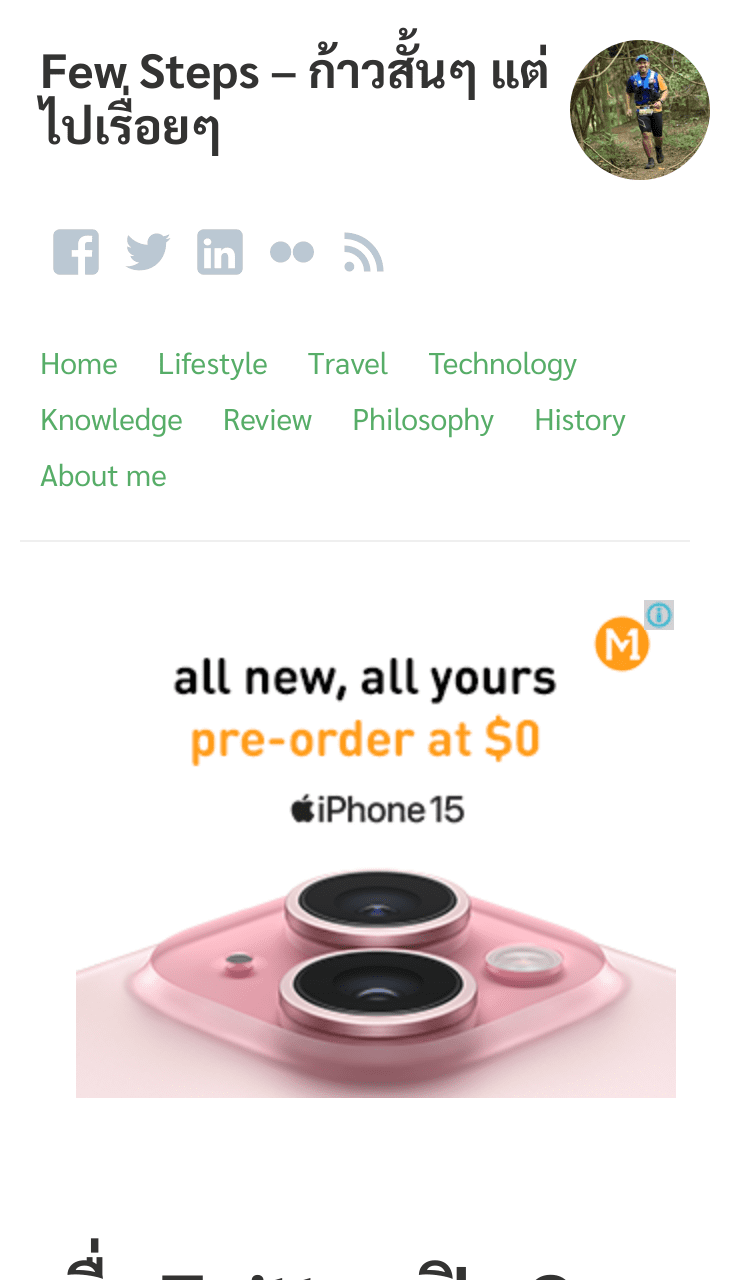 Few Steps – ก้าวสั้นๆ แต่
ไปเรื่อยๆ
Home Lifestyle Travel Technology
Knowledge Review Philosophy History
About me
M1
all new, all yours
pre-order at $0
iPhone 15